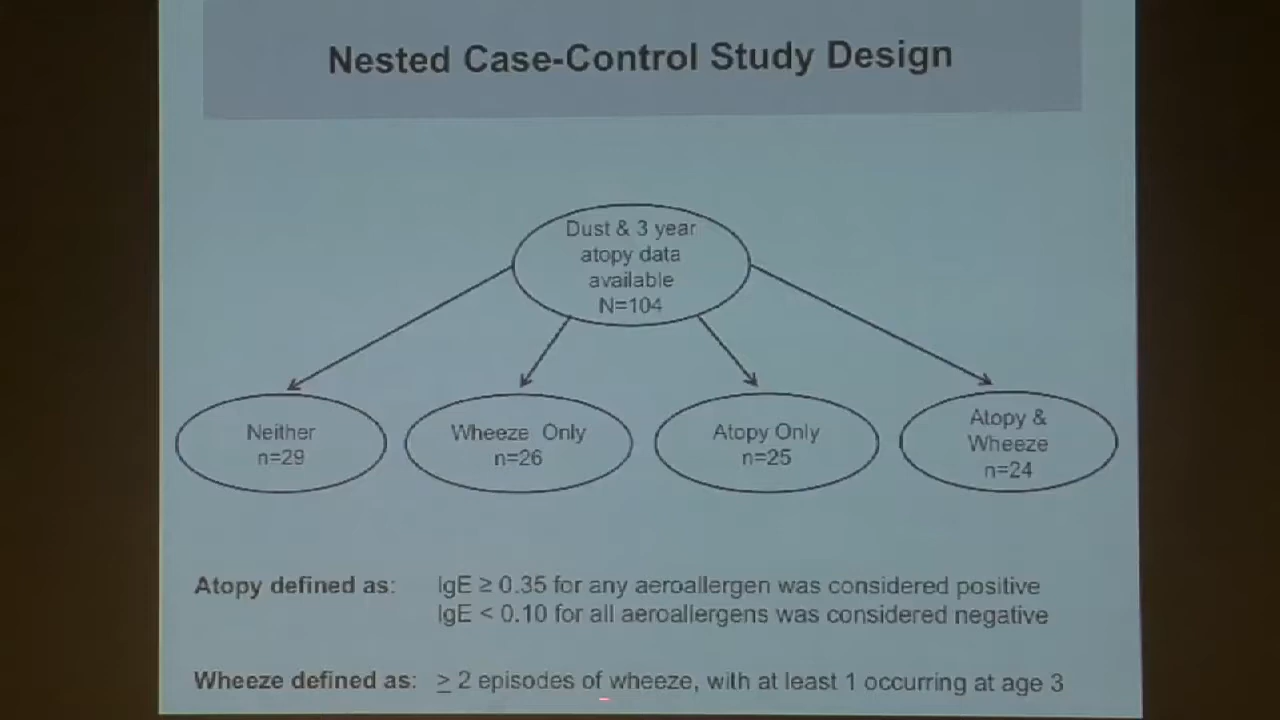 Nested Case-Control Study Design
Dust & 3 year
atopy data
available
N=104
Neither
n=29
Wheeze Only
n=26
Atopy Only
n=25
Atopy &
Wheeze
n=24
Atopy defined as: IgE ≥ 0.35 for any aeroallergen was considered positive
IgE < 0.10 for all aeroallergens was considered negative
Wheeze defined as: ≥ 2 episodes of wheeze, with at least 1 occurring at age 3